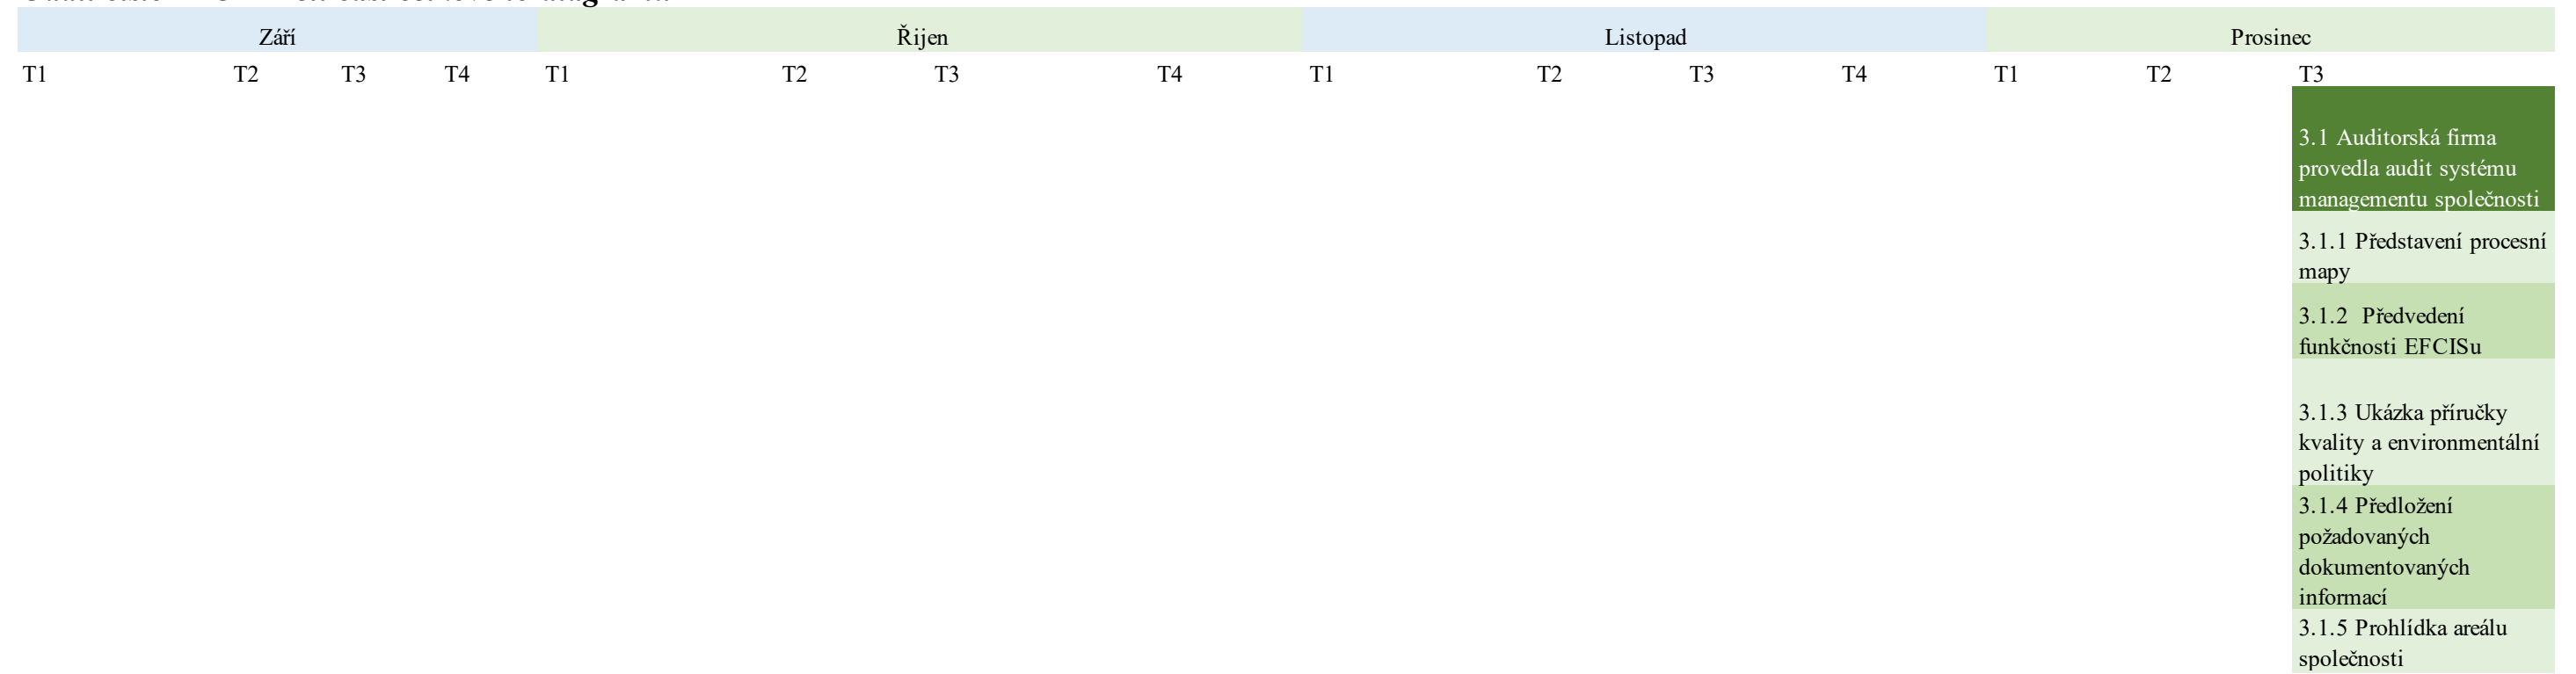 Září Řijen Listopad Prosinec
T1 T2 T3 T4 T1 T2 T3 T4 T1 T2 T3 T4 T1 T2 T3
3.1 Auditorská firma
provedla audit systému
managementu společnosti
3.1.1 Představení procesní
mapy
3.1.2 Předvedení
funkčnosti EFCISu
3.1.3 Ukázka příručky
kvality a environmentální
politiky
3.1.4 Předložení
požadovaných
dokumentovaných
informací
3.1.5 Prohlídka areálu
společnosti